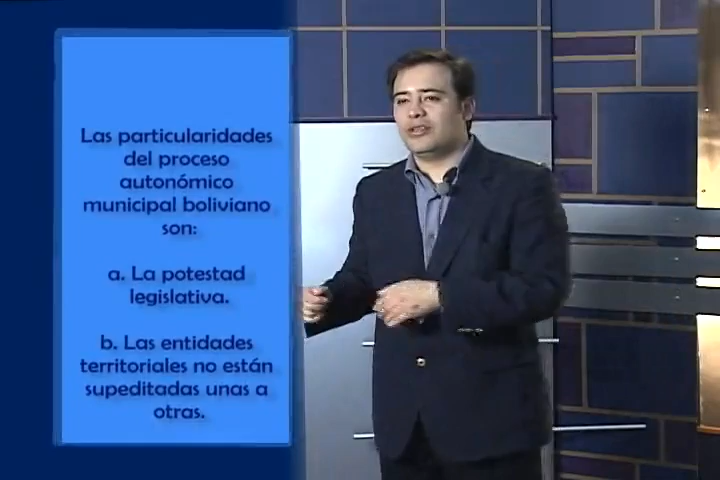 Las particularidades
del proceso
autonómico
municipal boliviano
son:
a. La potestad
legislativa.
b. Las entidades
territoriales no están
supeditadas unas a
otras.